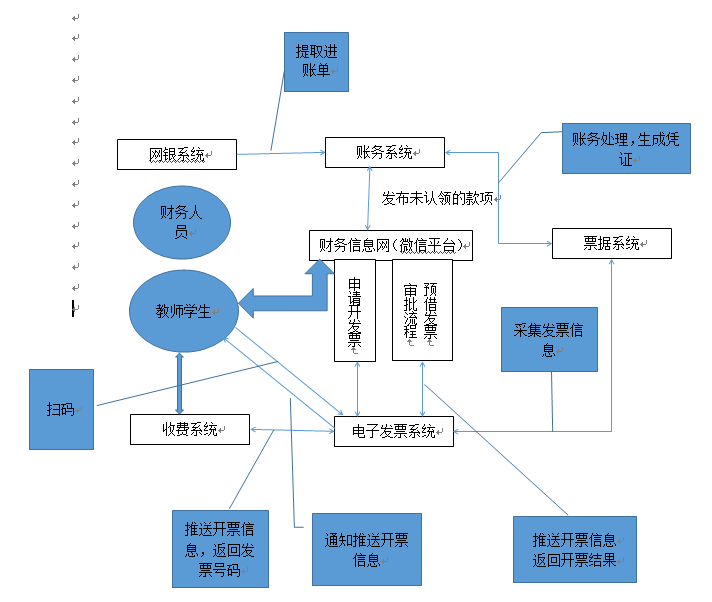 提取进
账单
网银系统
账务系统
账务处理，生成凭
证
发布未认领的款项
财务人
员
财务信息网（微信平台）
票据系统
教师学生
申请开发票
预借发票
审批流程
采集发票信
息
扫码
收费系统
电子发票系统
推送开票信
息，返回发
票号码
通知推送开票
信息
推送开票信息
返回开票结果